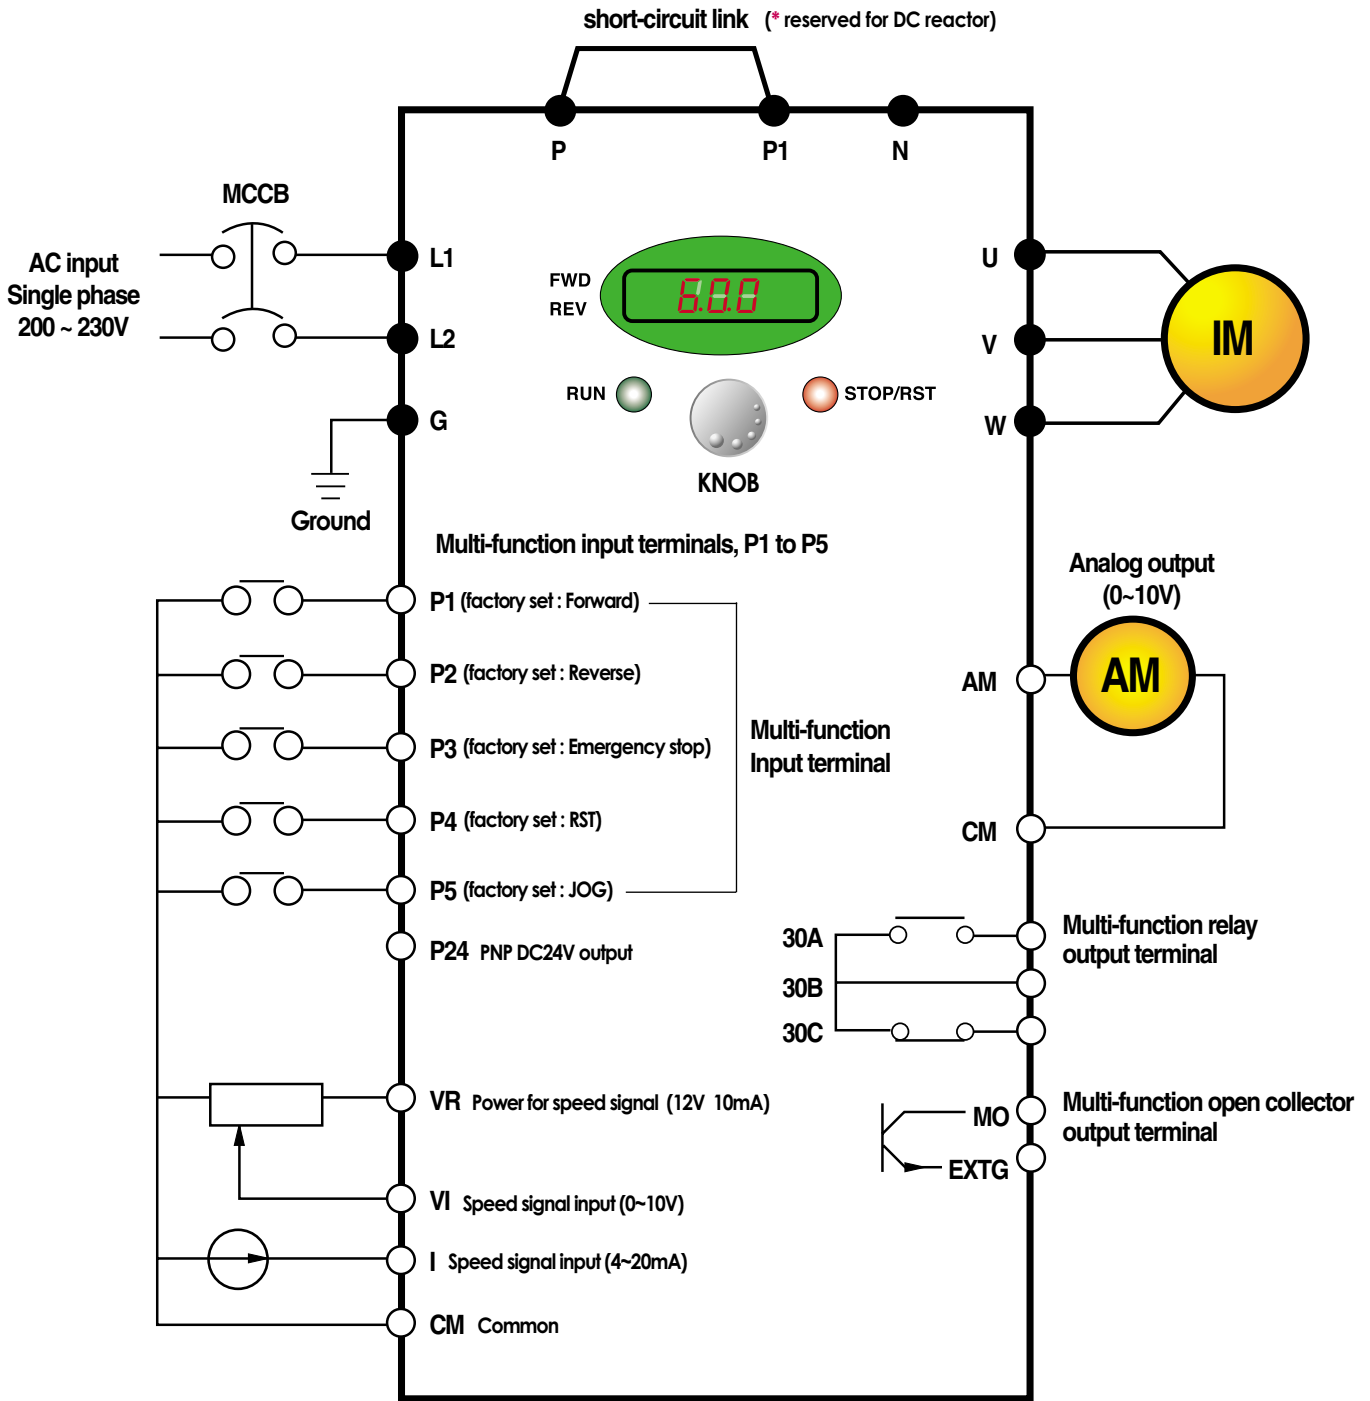 short-circuit link (* reserved for DC reactor)
P
P1
N
MCCB
AC input
Single phase
200 ~ 230V
L1
L2
G
Ground
FWD
REV
6.0.0
RUN
STOP/RST
KNOB
U
V
W
IM
Multi-function input terminals, P1 to P5
P1 (factory set : Forward)
P2 (factory set : Reverse)
P3 (factory set : Emergency stop)
P4 (factory set : RST)
P5 (factory set : JOG)
Multi-function
Input terminal
P24 PNP DC24V output
VR Power for speed signal (12V 10mA)
VI Speed signal input (0~10V)
I Speed signal input (4~20mA)
CM Common
Analog output
(0~10V)
AM
AM
CM
30A
30B
30C
Multi-function relay
output terminal
MO
EXTG
Multi-function open collector
output terminal